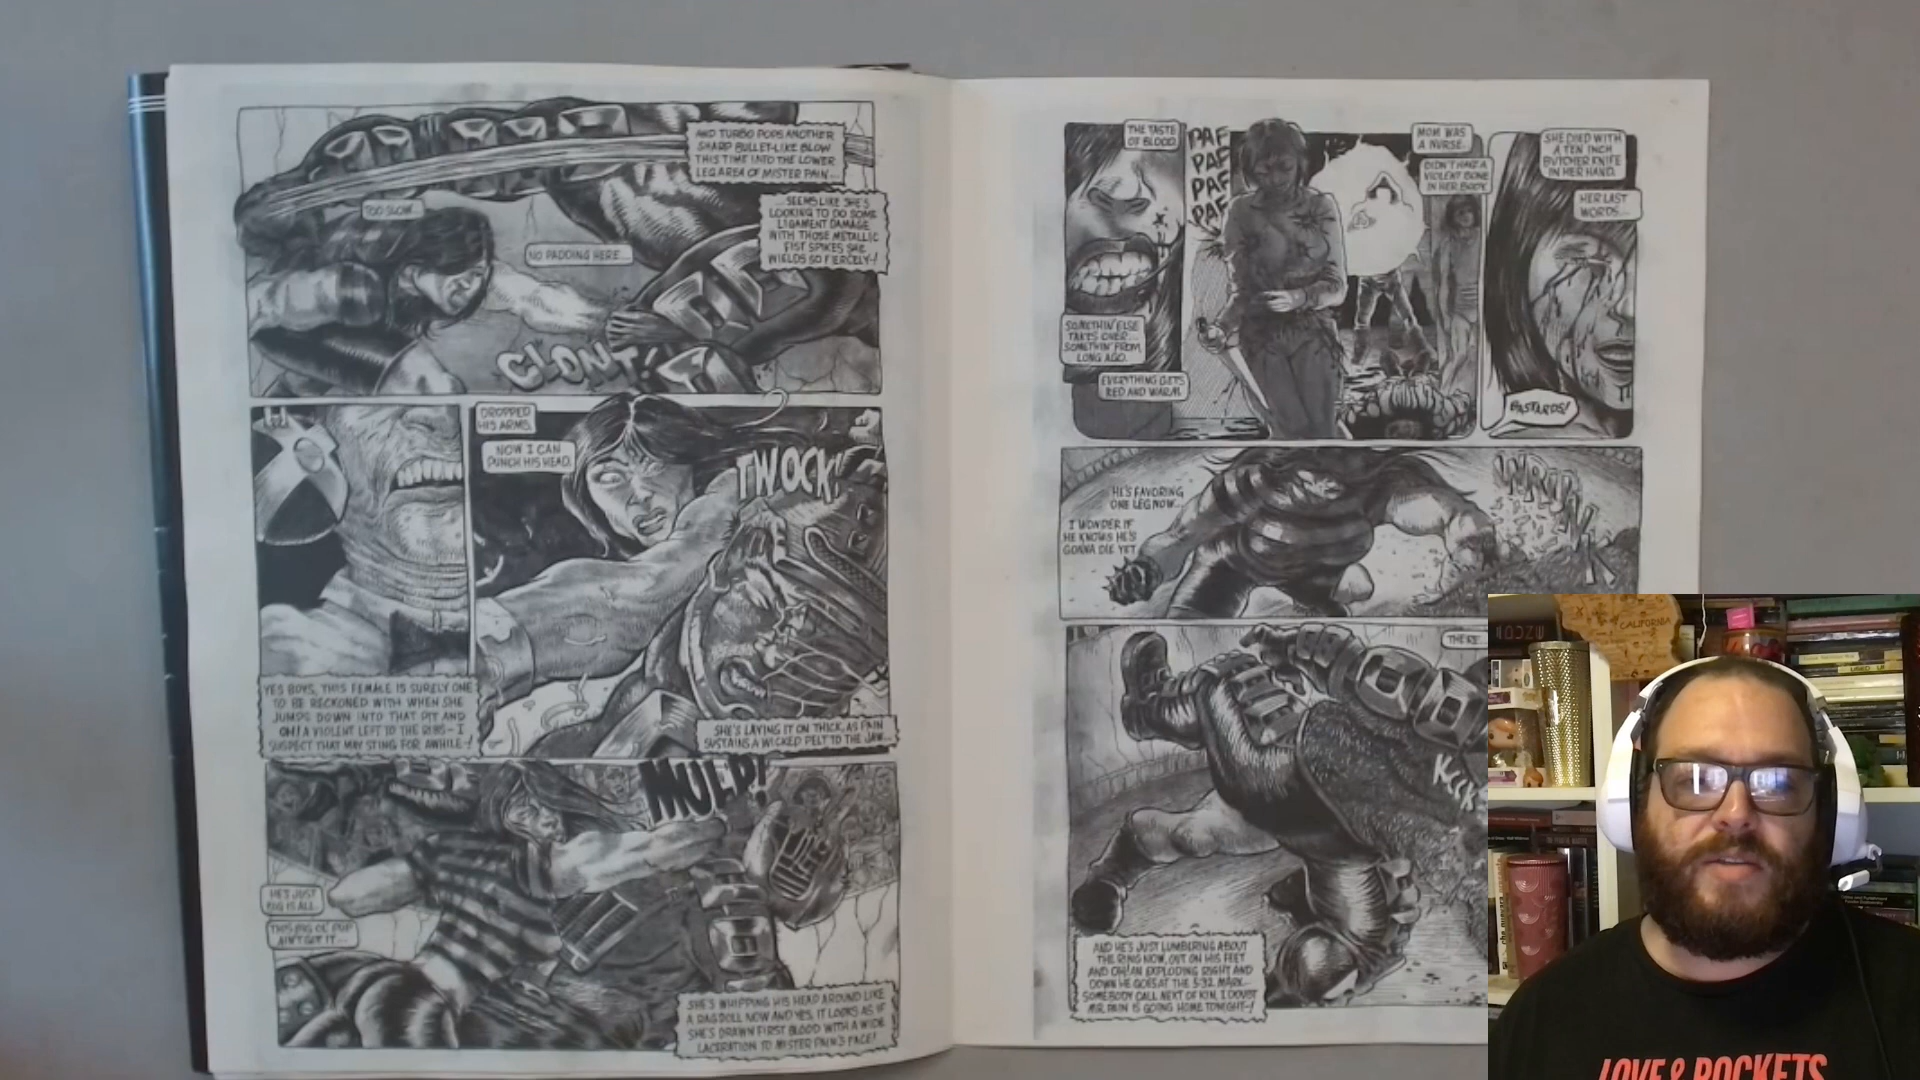 AND TURBO POPS ANOTHER
SHARP BULLET-LIKE BLOW
THIS TIME INTO THE LOWER
LEG AREA OF MISTER PAIN...
...SEEMS LIKE SHE'S
LOOKING TO DO SOME
LIGAMENT DAMAGE
WITH THOSE METALLIC
FIST SPIKES SHE
WIELDS SO FIERCELY-!
TOO SLOW...
NO PADDING HERE...
CLONT!
YES BOYS, THIS FEMALE IS SURELY ONE
TO BE RECKONED WITH WHEN SHE
JUMPS DOWN INTO THAT PIT AND
OH! A VIOLENT LEFT TO THE RIBS- I
SUSPECT THAT MAY STING FOR AWHILE-!
DROPPED
HIS ARMS.
NOW I CAN
PUNCH HIS HEAD.
TWOCK!
SHE'S LAYING IT ON THICK, AS PAIN
SUSTAINS A WICKED PELT TO THE JAW...
MULP!
HE'S JUST
BIG IS ALL.
THIS BIG OL' PUP
AIN'T GOT IT...
SHE'S WHIPPING HIS HEAD AROUND LIKE
A RAGDOLL NOW AND YES, IT LOOKS AS IF
SHE'S DRAWN FIRST BLOOD WITH A WIDE
LACERATION TO MISTER PAIN'S FACE!
THE TASTE
OF BLOOD.
SOMETHIN' ELSE
TAKES OVER...
SOMETHIN' FROM
LONG AGO.
EVERYTHING GETS
RED AND WARM.
PAF
PAF
PAF
PAF
MOM WAS
A NURSE.
DIDN'T HAVE A
VIOLENT BONE
IN HER BODY.
SHE DIED WITH
A TEN INCH
BUTCHER KNIFE
IN HER HAND.
HER LAST
WORDS...
BASTARDS!
HE'S FAVORING
ONE LEG NOW...
I WONDER IF
HE KNOWS HE'S
GONNA DIE YET.
THERE...
AND HE'S JUST LUMBERING ABOUT
THE RING NOW, OUT ON HIS FEET
AND OH! AN EXPLODING RIGHT AND
DOWN HE GOES AT THE 5:32 MARK...
SOMEBODY CALL NEXT OF KIN, I DOUBT
MR. PAIN IS GOING HOME TONIGHT-!
CALIFORNIA
LOVE & ROCKETS